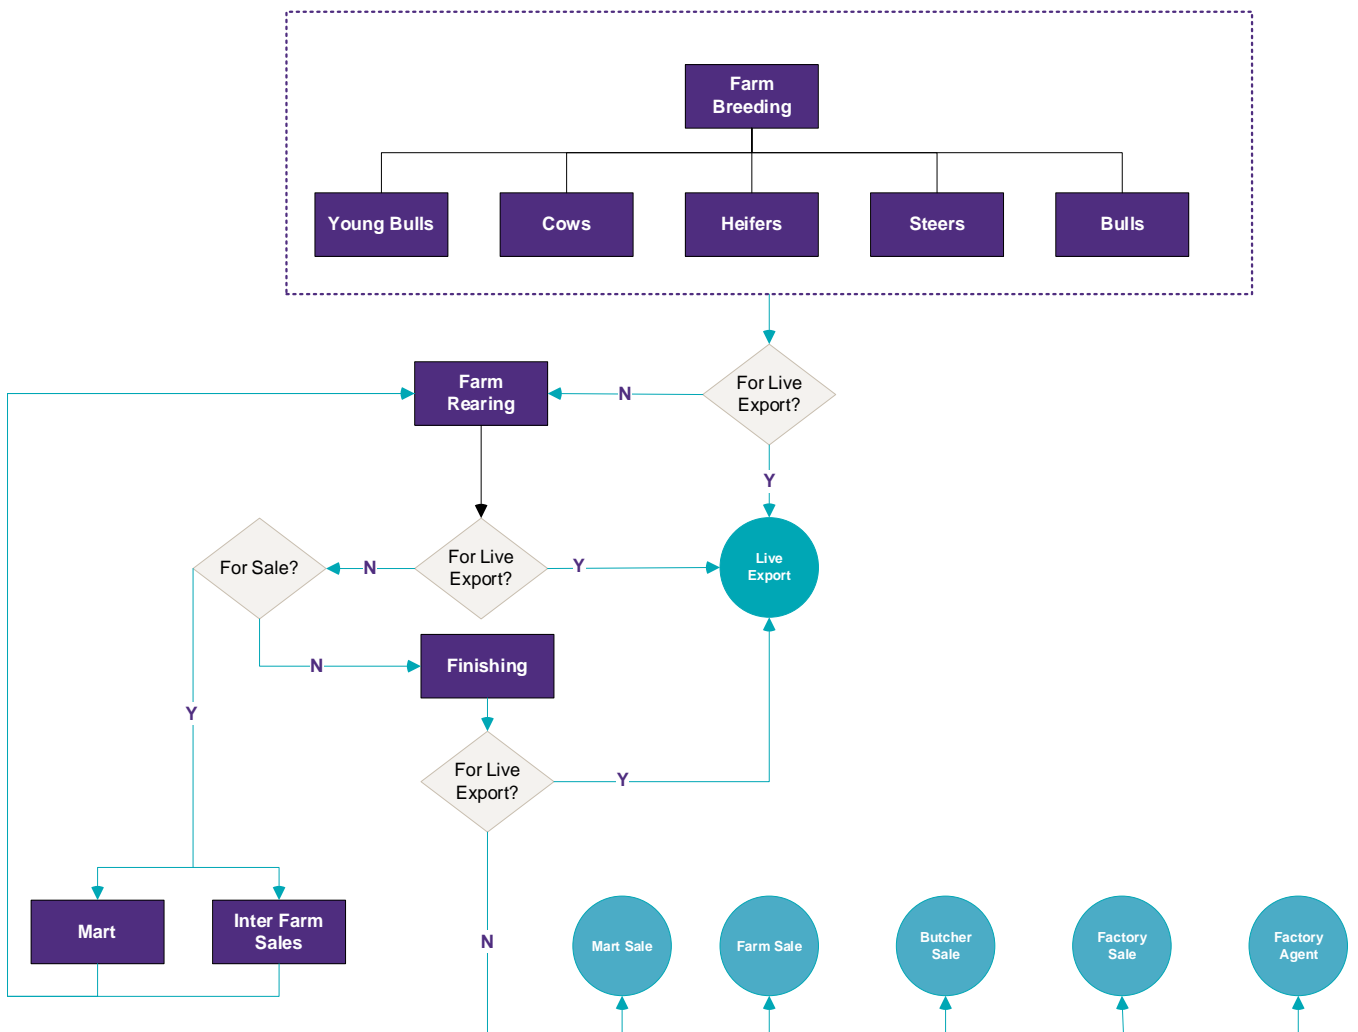 Farm
Breeding
Young Bulls
Cows
Heifers
Steers
Bulls
Farm
Rearing
N
For Live
Export?
Y
For Sale?
N
For Live
Export?
Y
Live
Export
N
Finishing
Y
For Live
Export?
Y
Mart
Inter Farm
Sales
N
Mart Sale
Farm Sale
Butcher
Sale
Factory
Sale
Factory
Agent